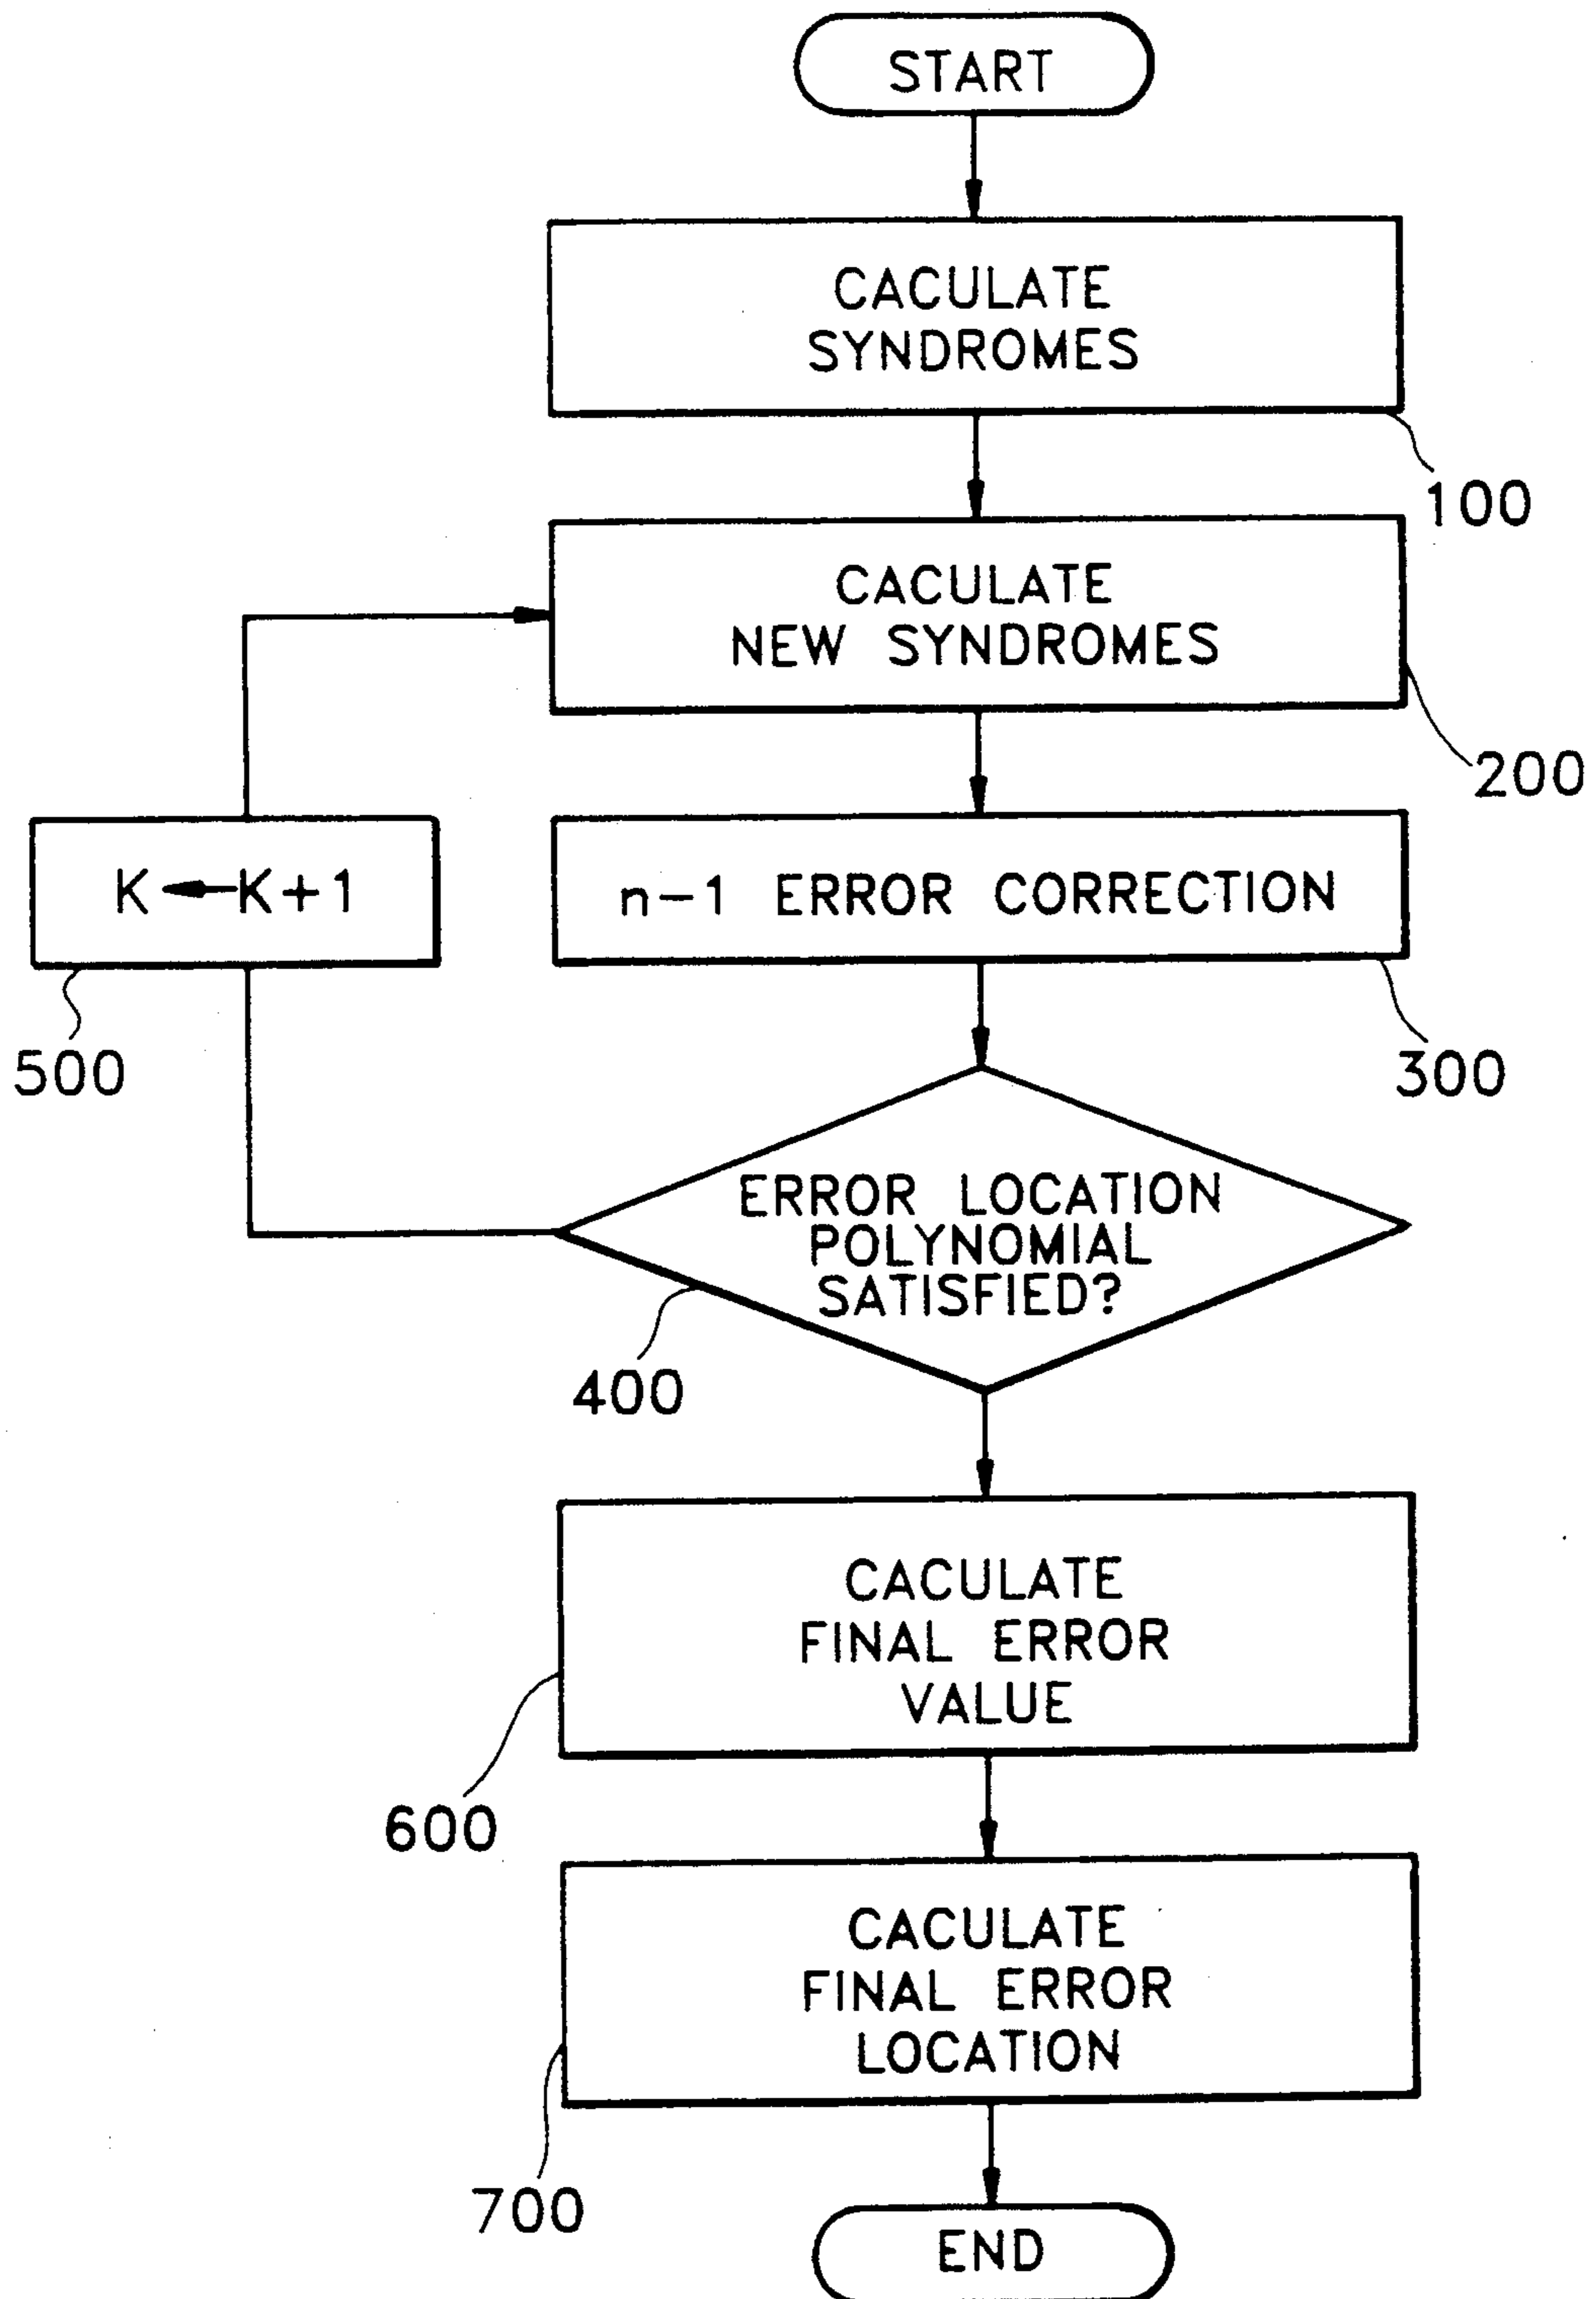 START
CACULATE
SYNDROMES
100
CACULATE
NEW SYNDROMES
200
K←K+1
500
n-1 ERROR CORRECTION
300
ERROR LOCATION
POLYNOMIAL
SATISFIED?
400
CACULATE
FINAL ERROR
VALUE
600
CACULATE
FINAL ERROR
LOCATION
700
END